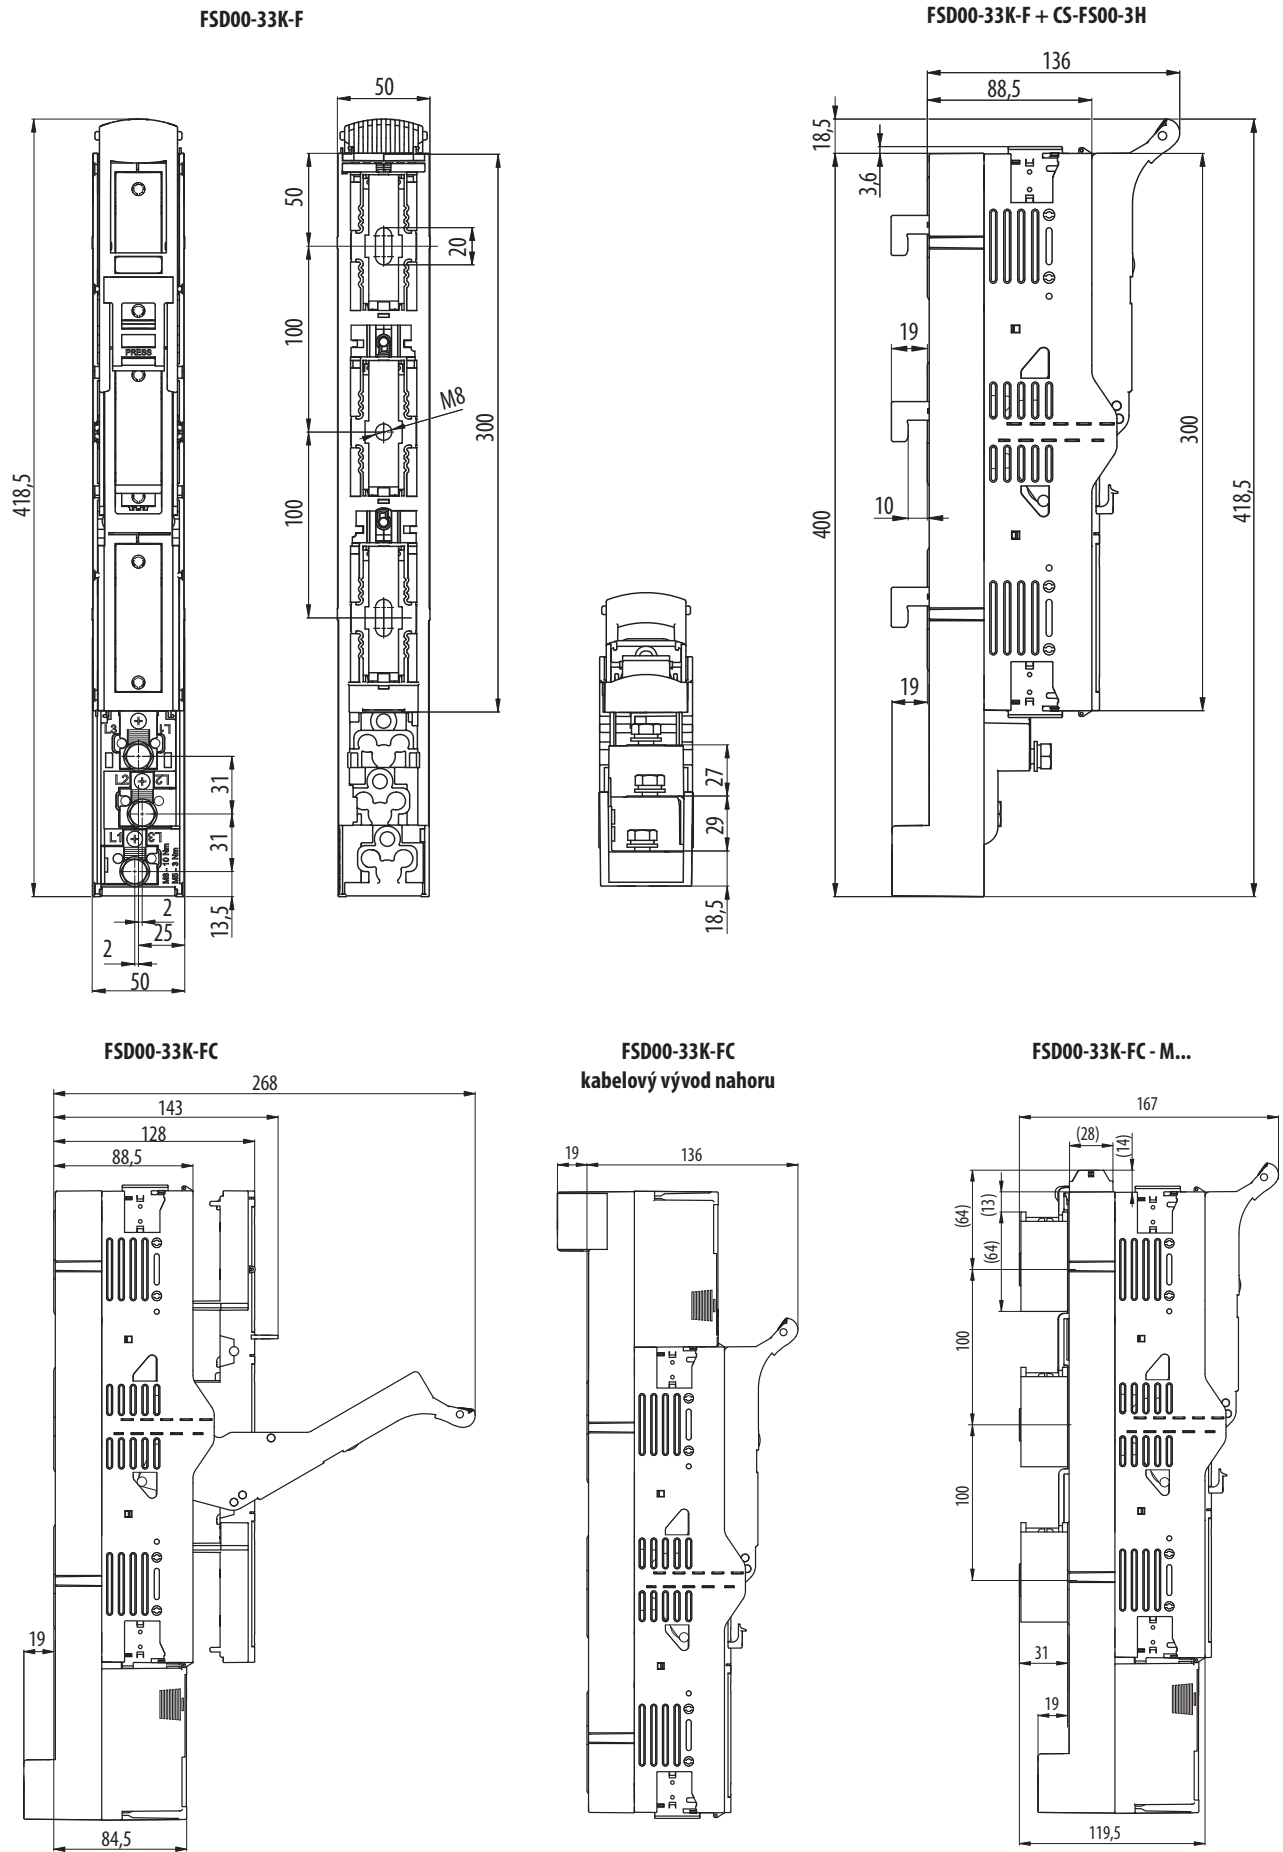 FSD00-33K-F
FSD00-33K-F + CS-FS00-3H
50
50
20
100
M8
300
100
418,5
PRESS
L3
L1
L2
L2
L1
L3
M8 - 10 Nm
M5 - 3 Nm
31
31
13,5
2
25
2
50
27
29
18,5
136
88,5
18,5
3,6
19
10
400
300
418,5
19
FSD00-33K-FC
268
143
128
88,5
19
84,5
FSD00-33K-FC
kabelový vývod nahoru
19
136
FSD00-33K-FC - M...
167
(28)
(14)
(64)
(13)
(64)
100
100
31
19
119,5